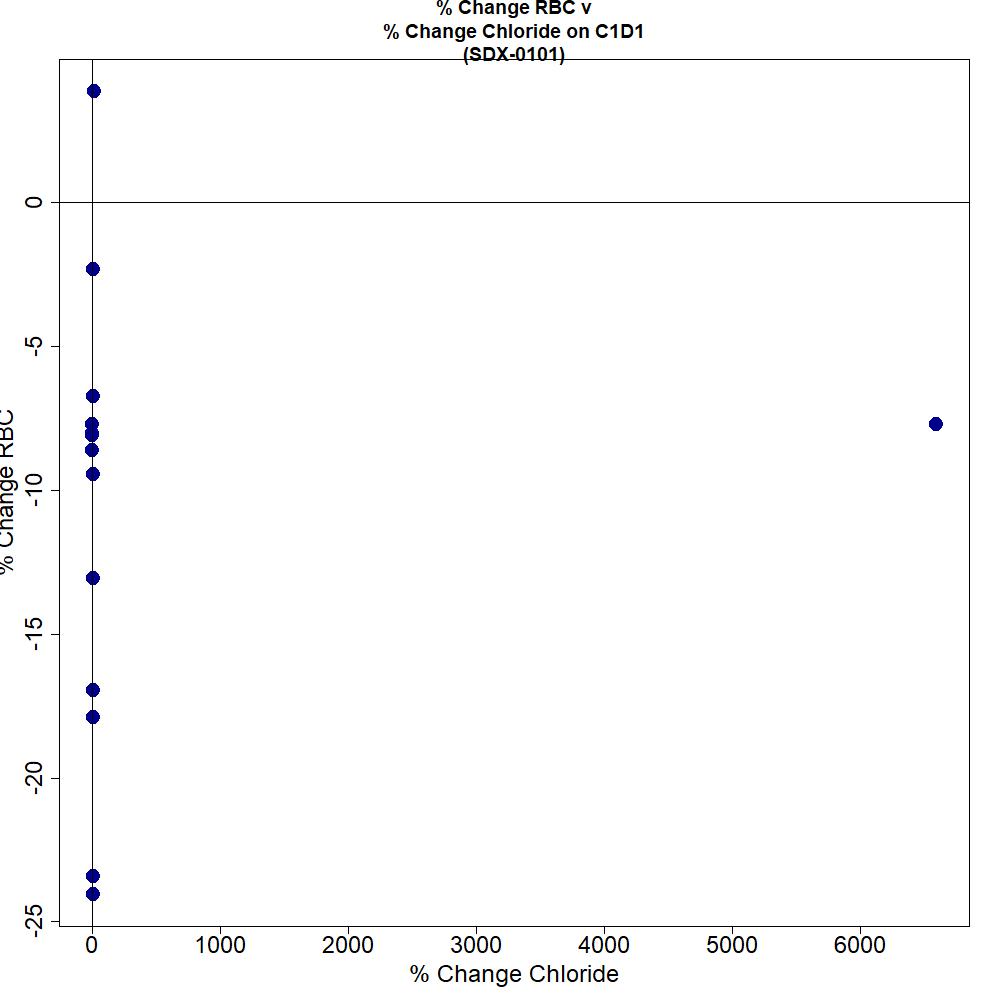 % Change RBC v
% Change Chloride on C1D1
(SDX-0101)
0
-5
-10
-15
-20
-25
% Change RBC
0 1000 2000 3000 4000 5000 6000
% Change Chloride